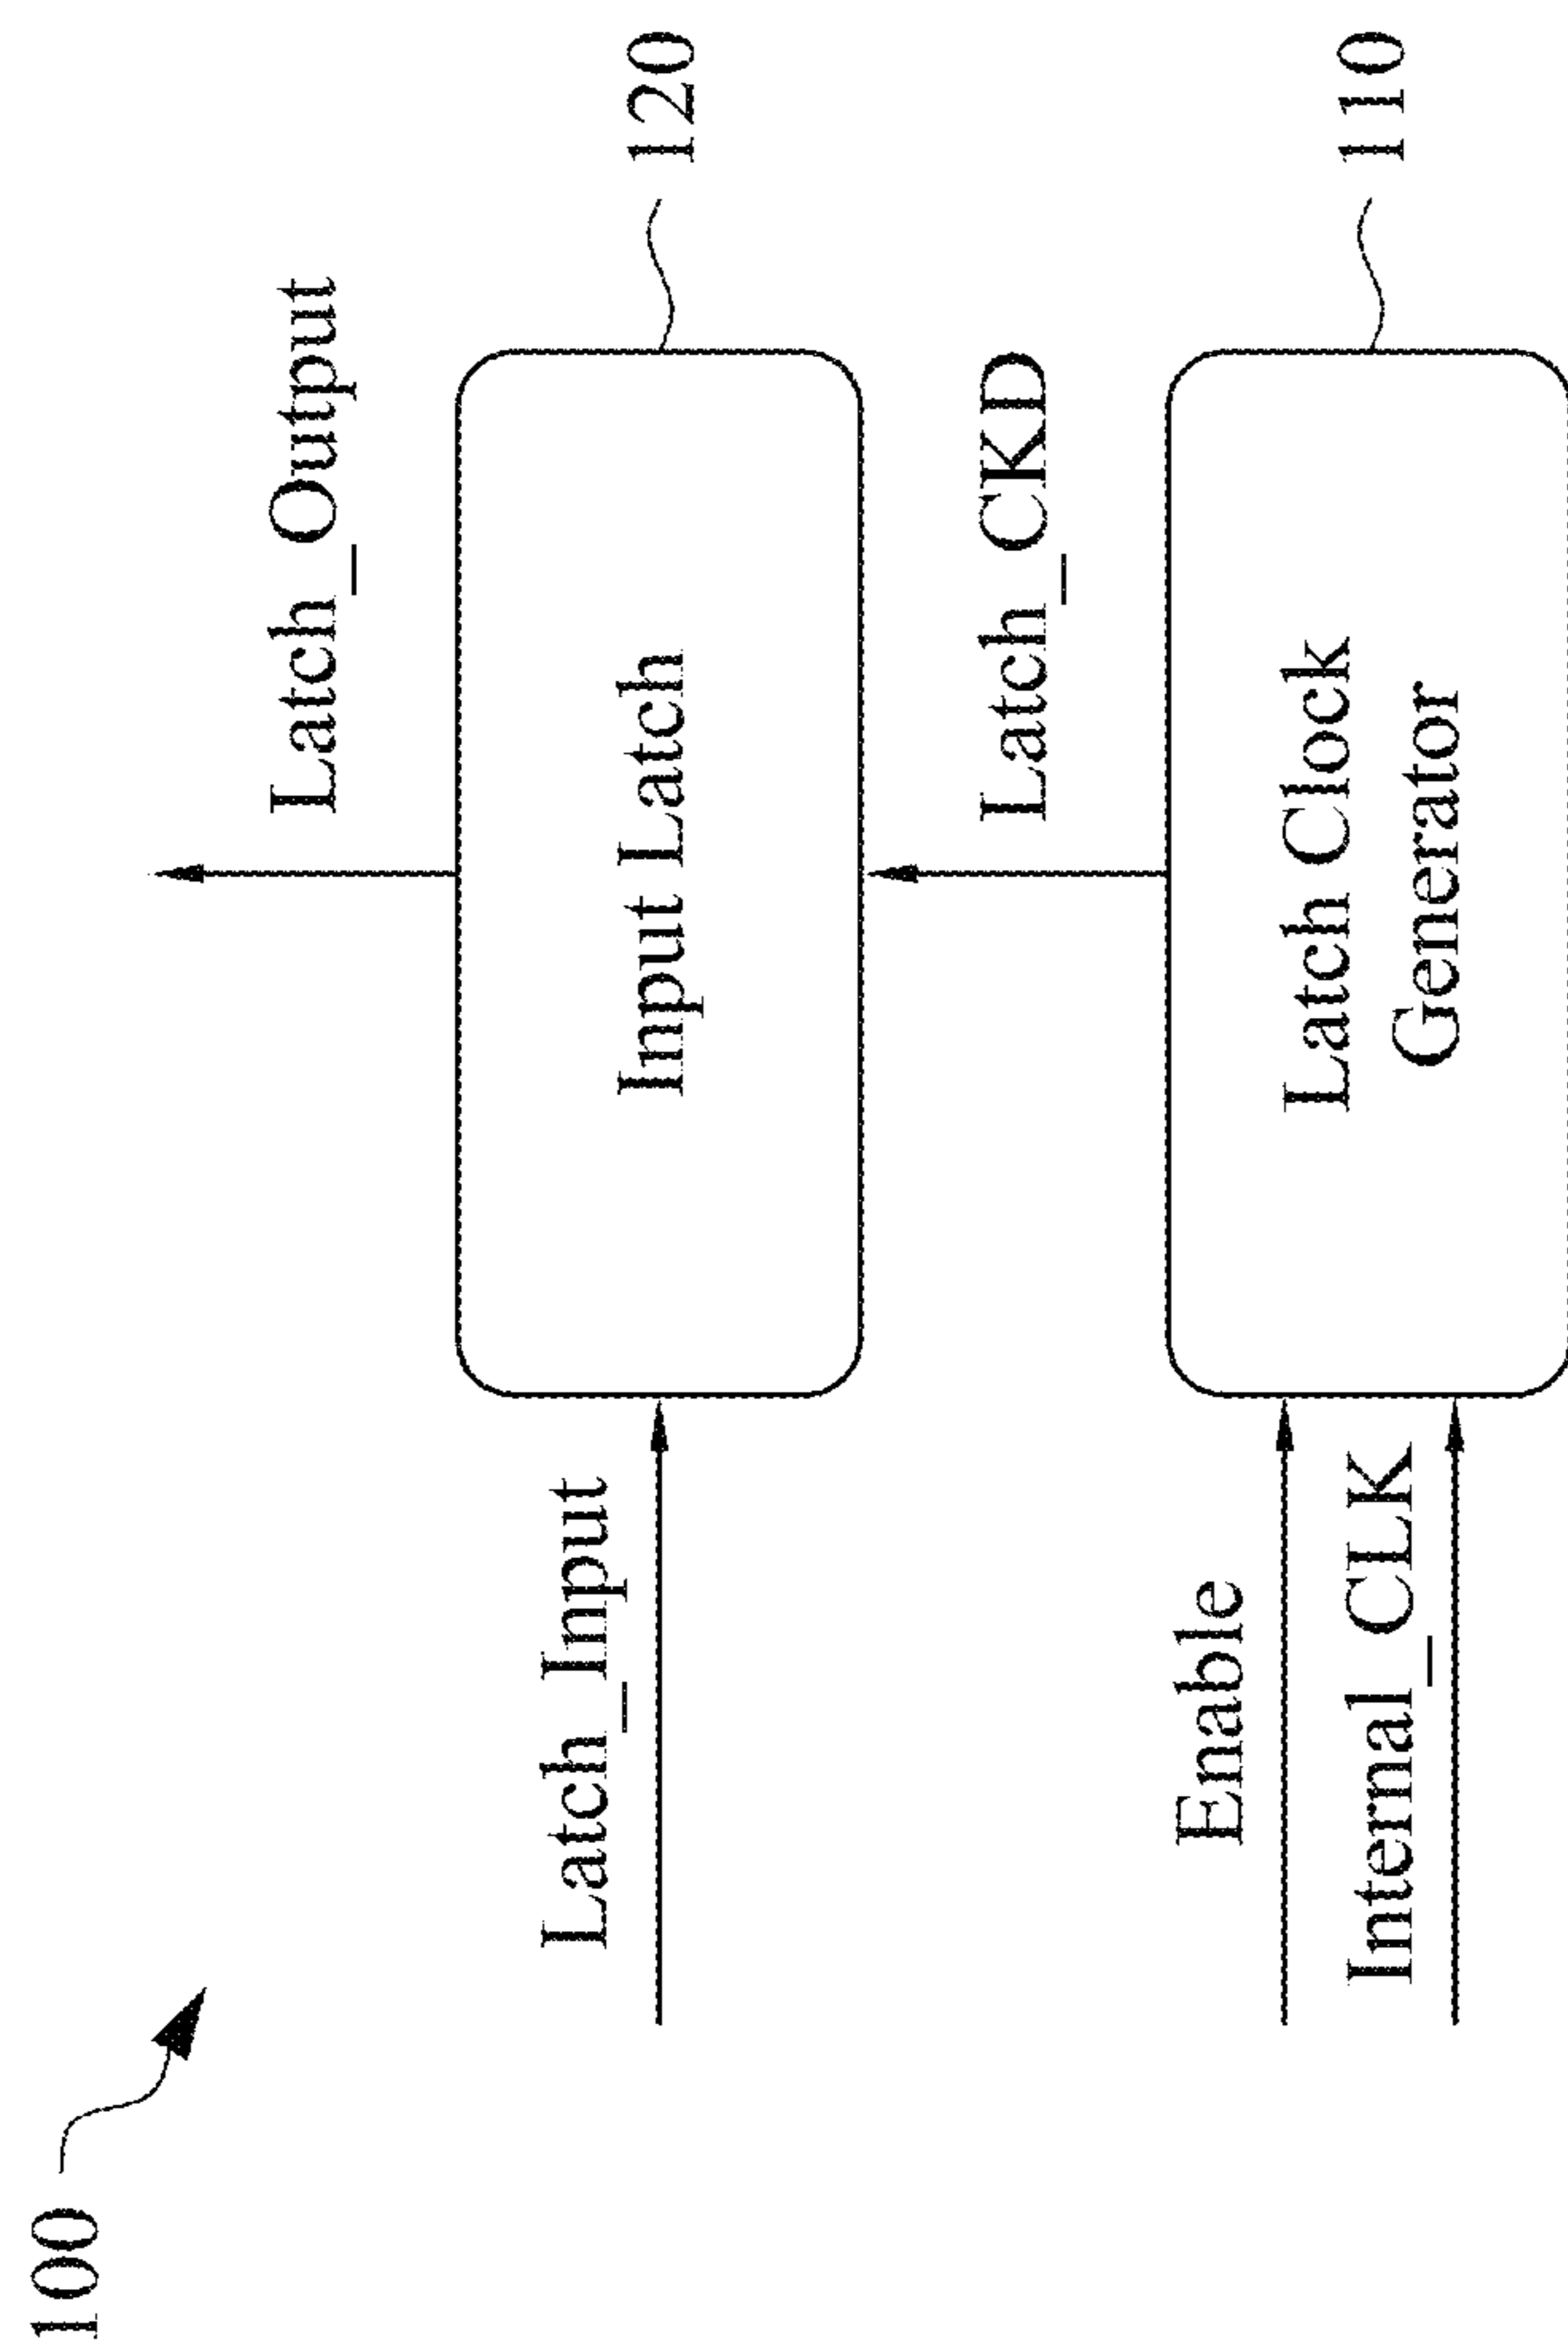 100
Latch_Output
Latch_Input
Input Latch
120
Latch_CKD
Enable
Internal_CLK
Latch Clock
Generator
110